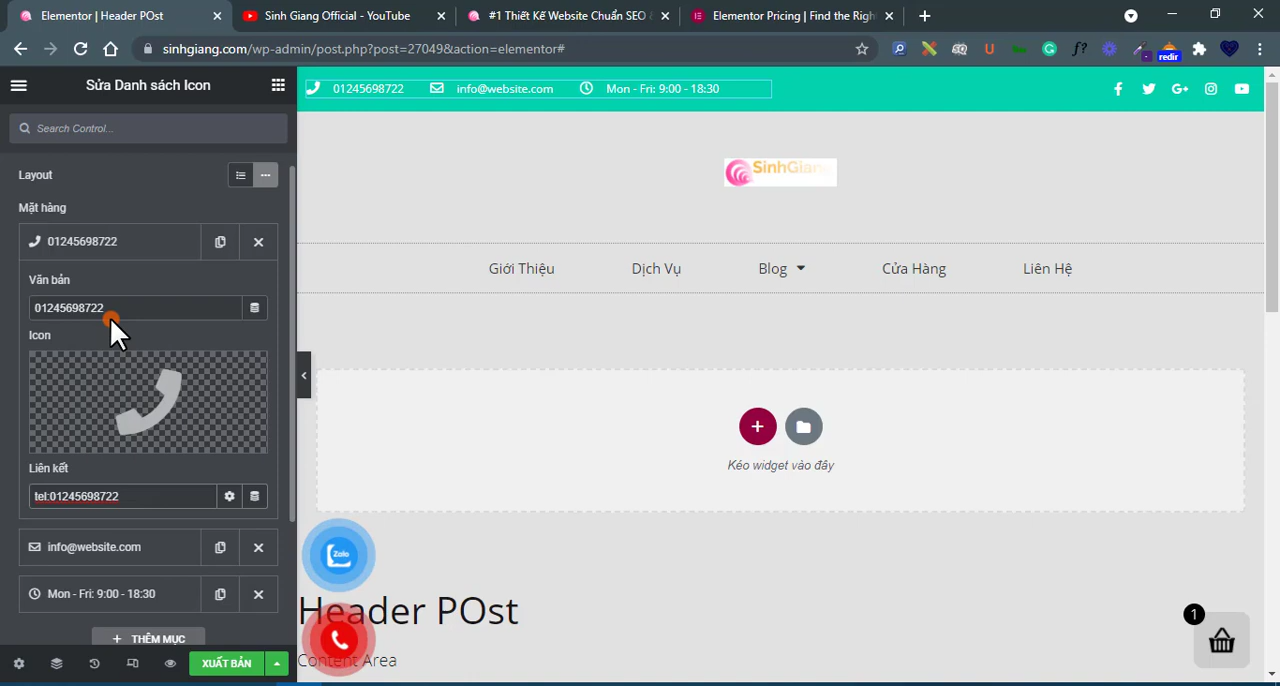 Elementor | Header POst
Sinh Giang Official - YouTube
#1 Thiết Kế Website Chuẩn SEO
Elementor Pricing | Find the Righ
sinhgiang.com/wp-admin/post.php?post=27049&action=elementor#
redir
Sửa Danh sách Icon
01245698722
info@website.com
Mon - Fri: 9:00 - 18:30
Search Control...
Layout
SinhGiang
Mặt hàng
01245698722
Giới Thiệu
Dịch Vụ
Blog
Cửa Hàng
Liên Hệ
Văn bản
01245698722
Icon
Kéo widget vào đây
Liên kết
tel:01245698722
info@website.com
Zalo
Mon - Fri: 9:00 - 18:30
Header POst
1
THÊM MỤC
XUẤT BẢN
Content Area